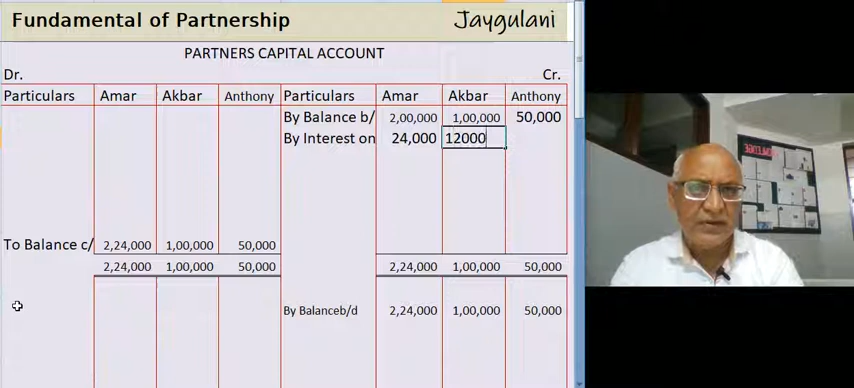 Fundamental of Partnership Jaygulani
PARTNERS CAPITAL ACCOUNT
Dr. Cr.
Particulars Amar Akbar Anthony Particulars Amar Akbar Anthony
By Balance b/ 2,00,000 1,00,000 50,000
By Interest on 24,000 12000
To Balance c/ 2,24,000 1,00,000 50,000
2,24,000 1,00,000 50,000 2,24,000 1,00,000 50,000
By Balanceb/d 2,24,000 1,00,000 50,000